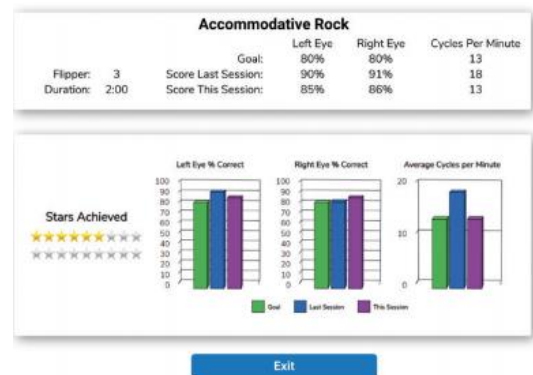 Accommodative Rock
Left Eye Right Eye Cycles Per Minute
Goal: 80% 80% 13
Flipper: 3 Score Last Session: 90% 91% 18
Duration: 2:00 Score This Session: 85% 86% 13
Left Eye % Correct Right Eye % Correct Average Cycles per Minute
100 100 20
90 90
80 80
70 70
Stars Achieved
60 60
50 50 10
40 40
30 30
20 20
10 10
0 0 0
Goal Last Session This Session
Exit